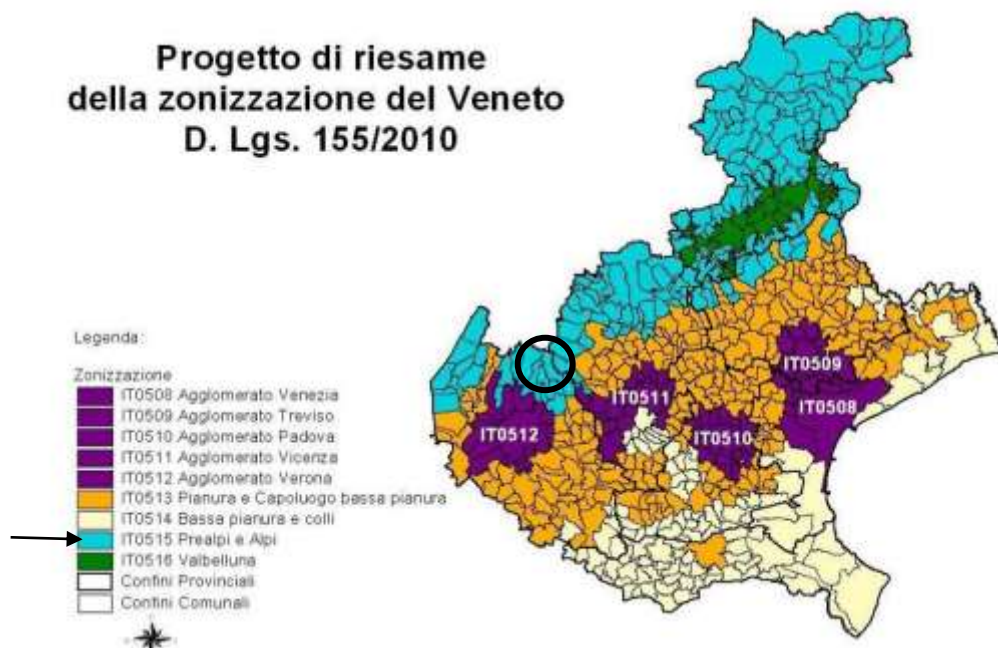 Progetto di riesame
della zonizzazione del Veneto
D. Lgs. 155/2010
Legenda:
Zonizzazione
IT0508 Agglomerato Venezia
IT0509 Agglomerato Treviso
IT0510 Agglomerato Padova
IT0511 Agglomerato Vicenza
IT0512 Agglomerato Verona
IT0513 Pianura e Capoluogo bassa pianura
IT0514 Bassa pianura e colli
IT0515 Prealpi e Alpi
IT0516 Valbelluna
Confini Provinciali
Confini Comunali
IT0509
IT0511
IT0508
IT0512
IT0510